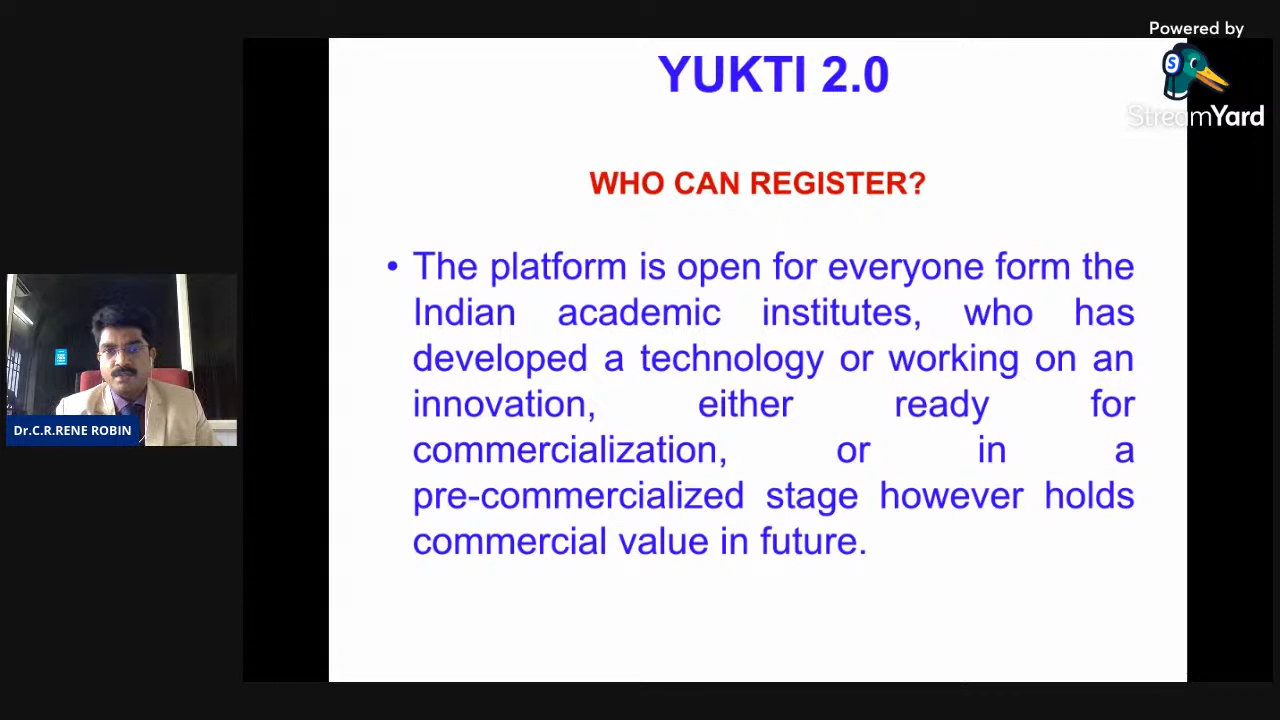 Powered by
StreamYard
YUKTI 2.0
WHO CAN REGISTER?
• The platform is open for everyone form the
Indian academic institutes, who has
developed a technology or working on an
innovation, either ready for
commercialization, or in a
pre-commercialized stage however holds
commercial value in future.
Dr.C.R.RENE ROBIN